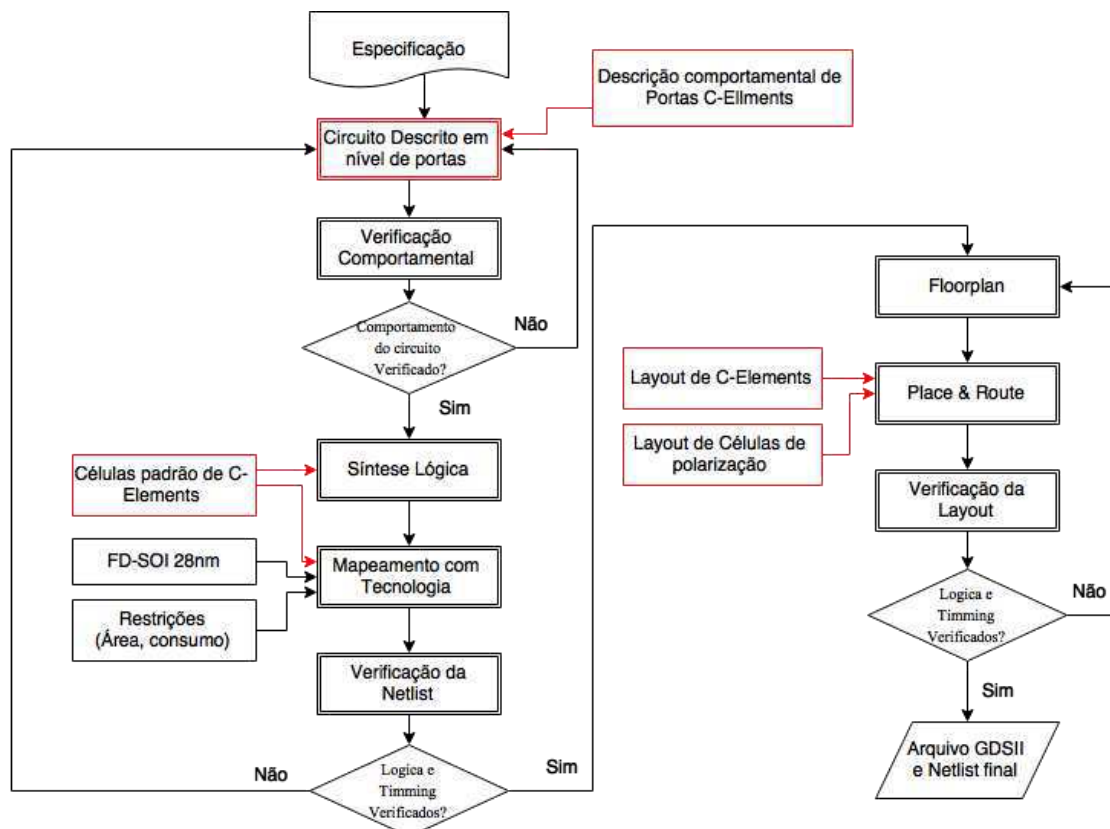 Especificação
Descrição comportamental de
Portas C-Ellments
Circuito Descrito em
nível de portas
Verificação
Comportamental
Comportamento
do circuito
Verificado?
Não
Sim
Células padrão de C-
Elements
Síntese Lógica
FD-SOI 28nm
Mapeamento com
Tecnologia
Restrições
(Área, consumo)
Verificação da
Netlist
Logica e
Timming
Verificados?
Não
Sim
Floorplan
Layout de C-Elements
Place & Route
Layout de Células de
polarização
Verificação da
Layout
Logica e
Timming
Verificados?
Não
Sim
Arquivo GDSII
e Netlist final